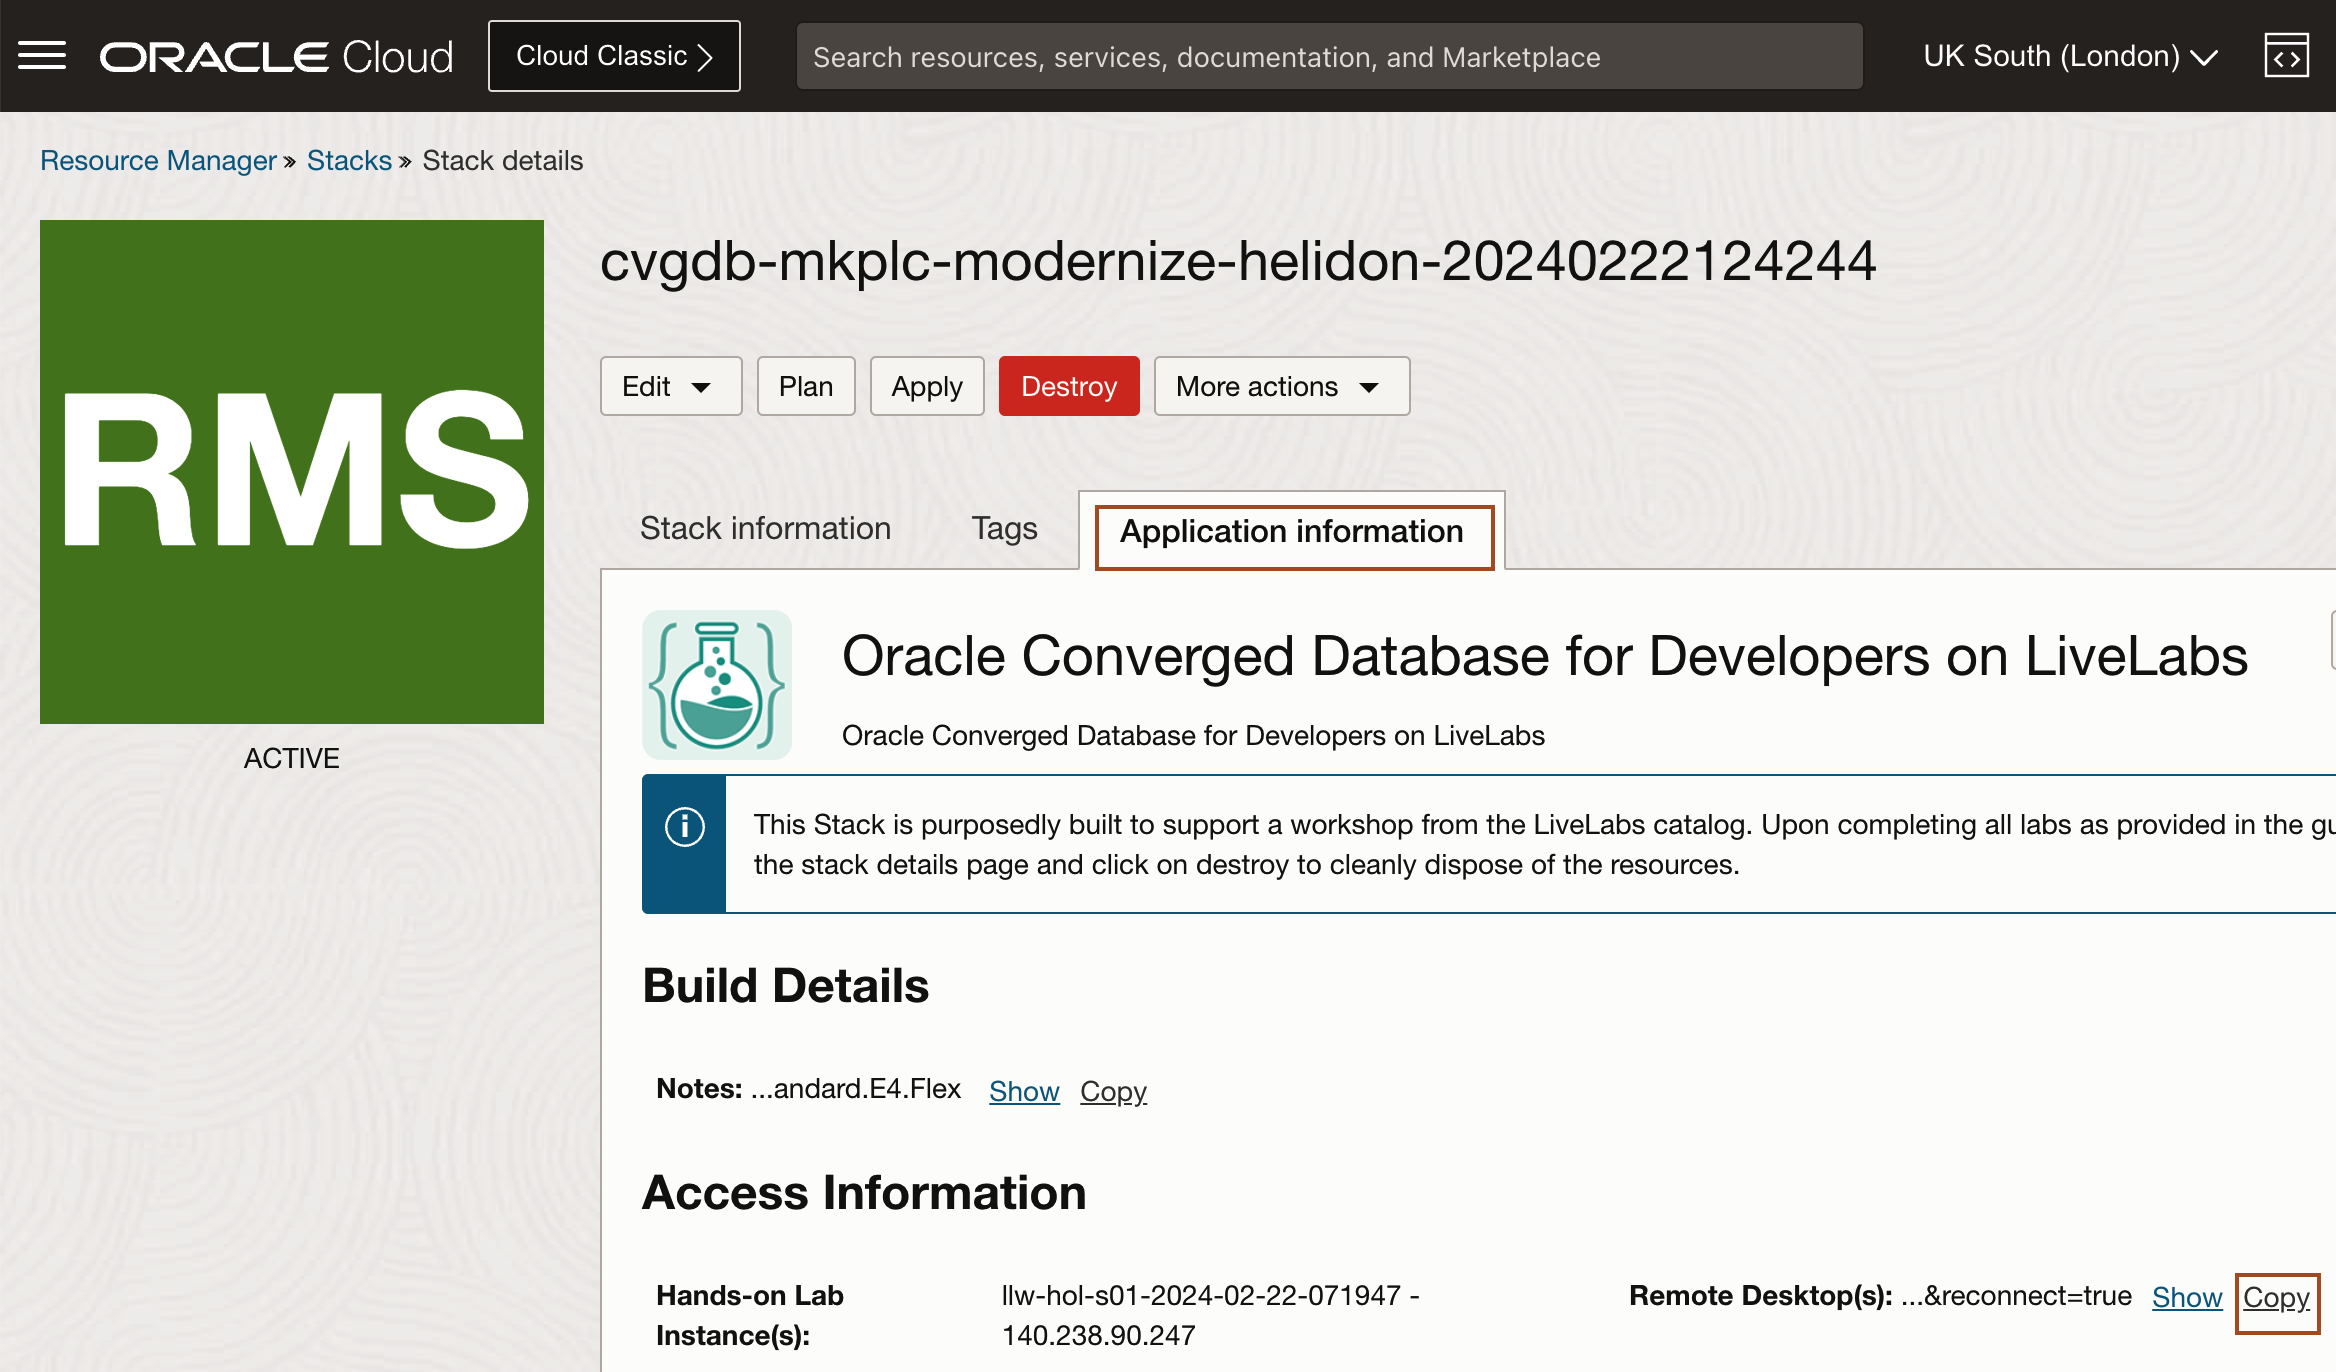 ORACLE Cloud
Cloud Classic
Search resources, services, documentation, and Marketplace
UK South (London)
Resource Manager » Stacks » Stack details
RMS
ACTIVE
cvgdb-mkplc-modernize-helidon-20240222124244
Edit
Plan
Apply
Destroy
More actions
Stack information
Tags
Application information
Oracle Converged Database for Developers on LiveLabs
Oracle Converged Database for Developers on LiveLabs
This Stack is purposedly built to support a workshop from the LiveLabs catalog. Upon completing all labs as provided in the
the stack details page and click on destroy to cleanly dispose of the resources.
Build Details
Notes: ...andard.E4.Flex Show Copy
Access Information
Hands-on Lab
Instance(s):
llw-hol-s01-2024-02-22-071947 -
140.238.90.247
Remote Desktop(s): ...&reconnect=true Show Copy